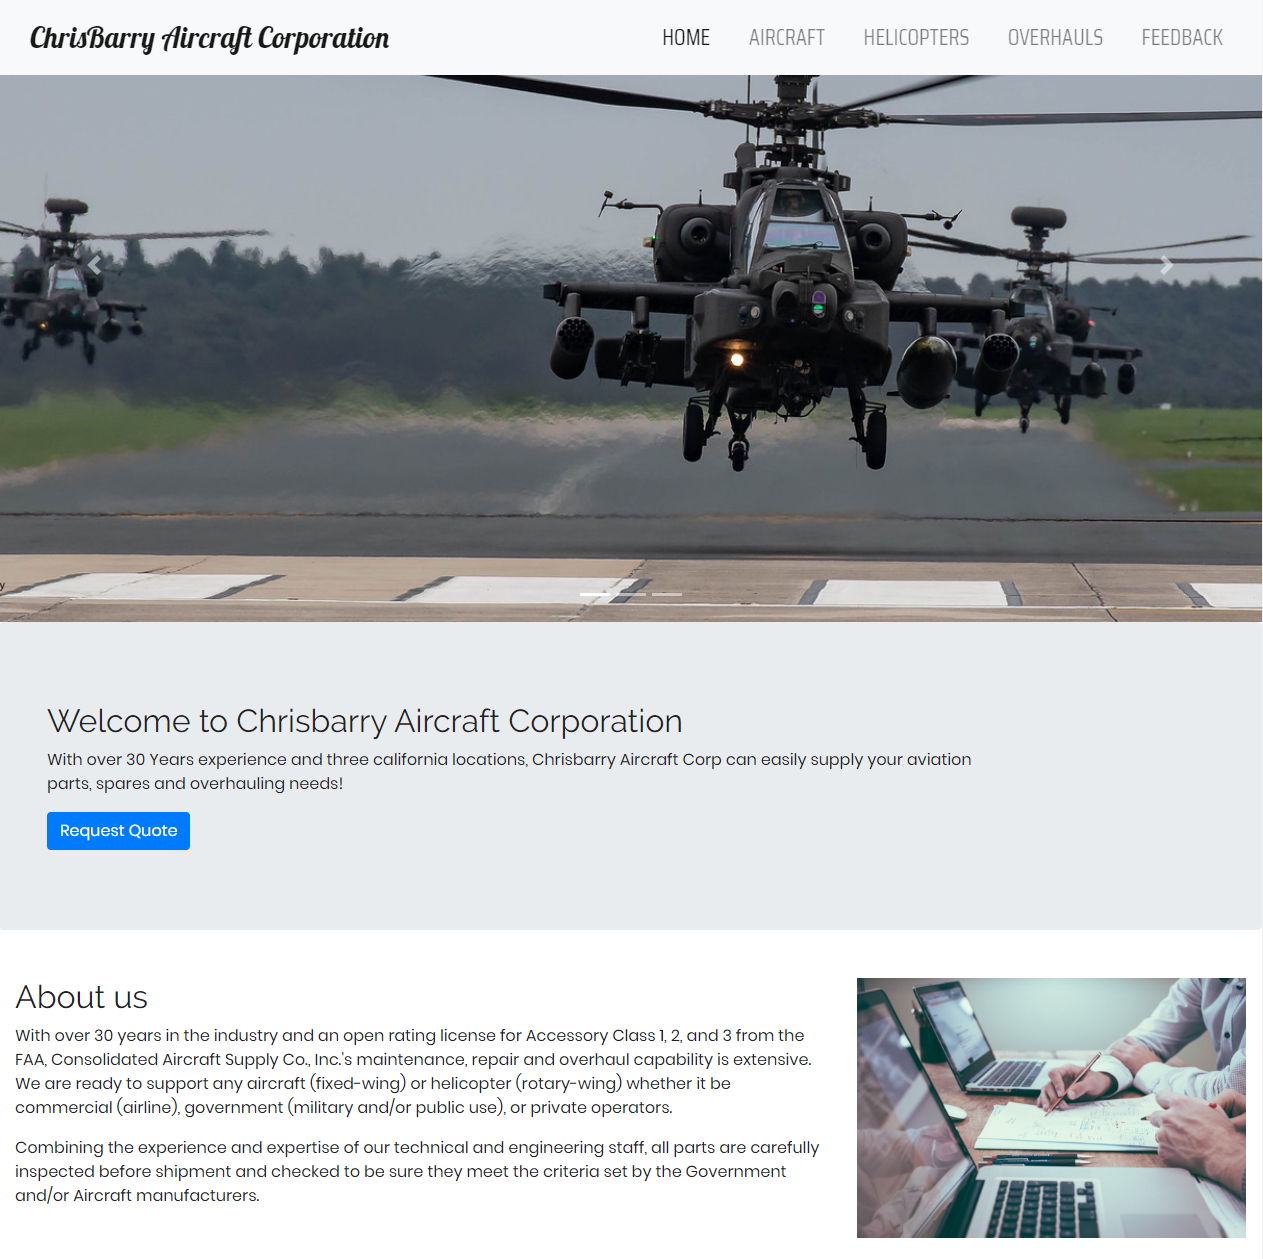 ChrisBarry Aircraft Corporation
HOME AIRCRAFT HELICOPTERS OVERHAULS FEEDBACK
y
Welcome to Chrisbarry Aircraft Corporation
With over 30 Years experience and three california locations, Chrisbarry Aircraft Corp can easily supply your aviation
parts, spares and overhauling needs!
Request Quote
About us
With over 30 years in the industry and an open rating license for Accessory Class 1, 2, and 3 from the
FAA, Consolidated Aircraft Supply Co., Inc.'s maintenance, repair and overhaul capability is extensive.
We are ready to support any aircraft (fixed-wing) or helicopter (rotary-wing) whether it be
commercial (airline), government (military and/or public use), or private operators.
Combining the experience and expertise of our technical and engineering staff, all parts are carefully
inspected before shipment and checked to be sure they meet the criteria set by the Government
and/or Aircraft manufacturers.